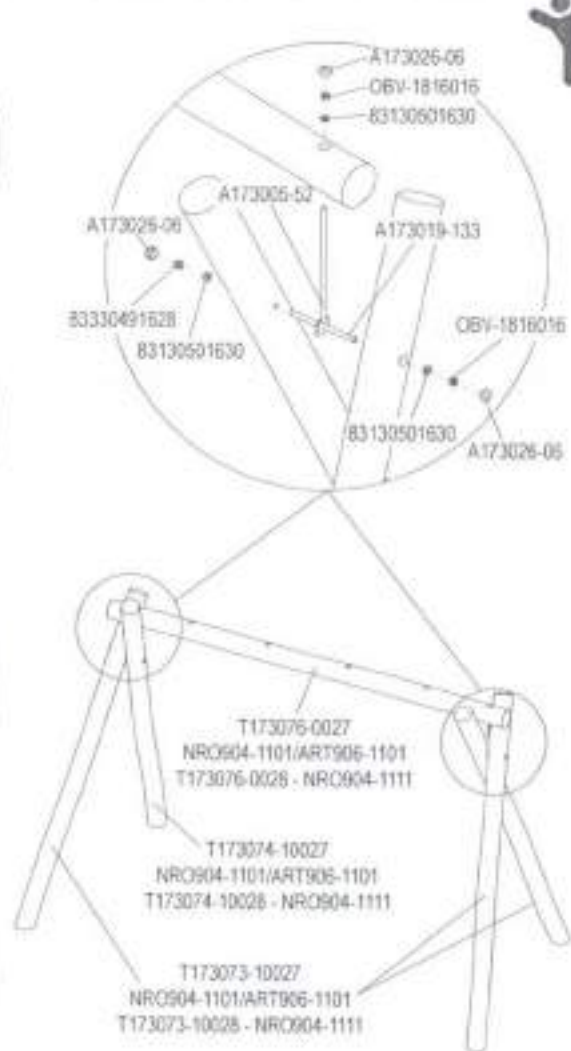 A173026-06
OBV-1816016
83130501630
A173005-52
A173026-06
A173019-133
83330491628
83130501630
OBV-1816016
83130501630
A173026-06
T173076-0027
NRO904-1101/ART906-1101
T173076-0028 - NRO904-1111
T173074-10027
NRO904-1101/ART906-1101
T173074-10028 - NRO904-1111
T173073-10027
NRO904-1101/ART906-1101
T173073-10028 - NRO904-1111